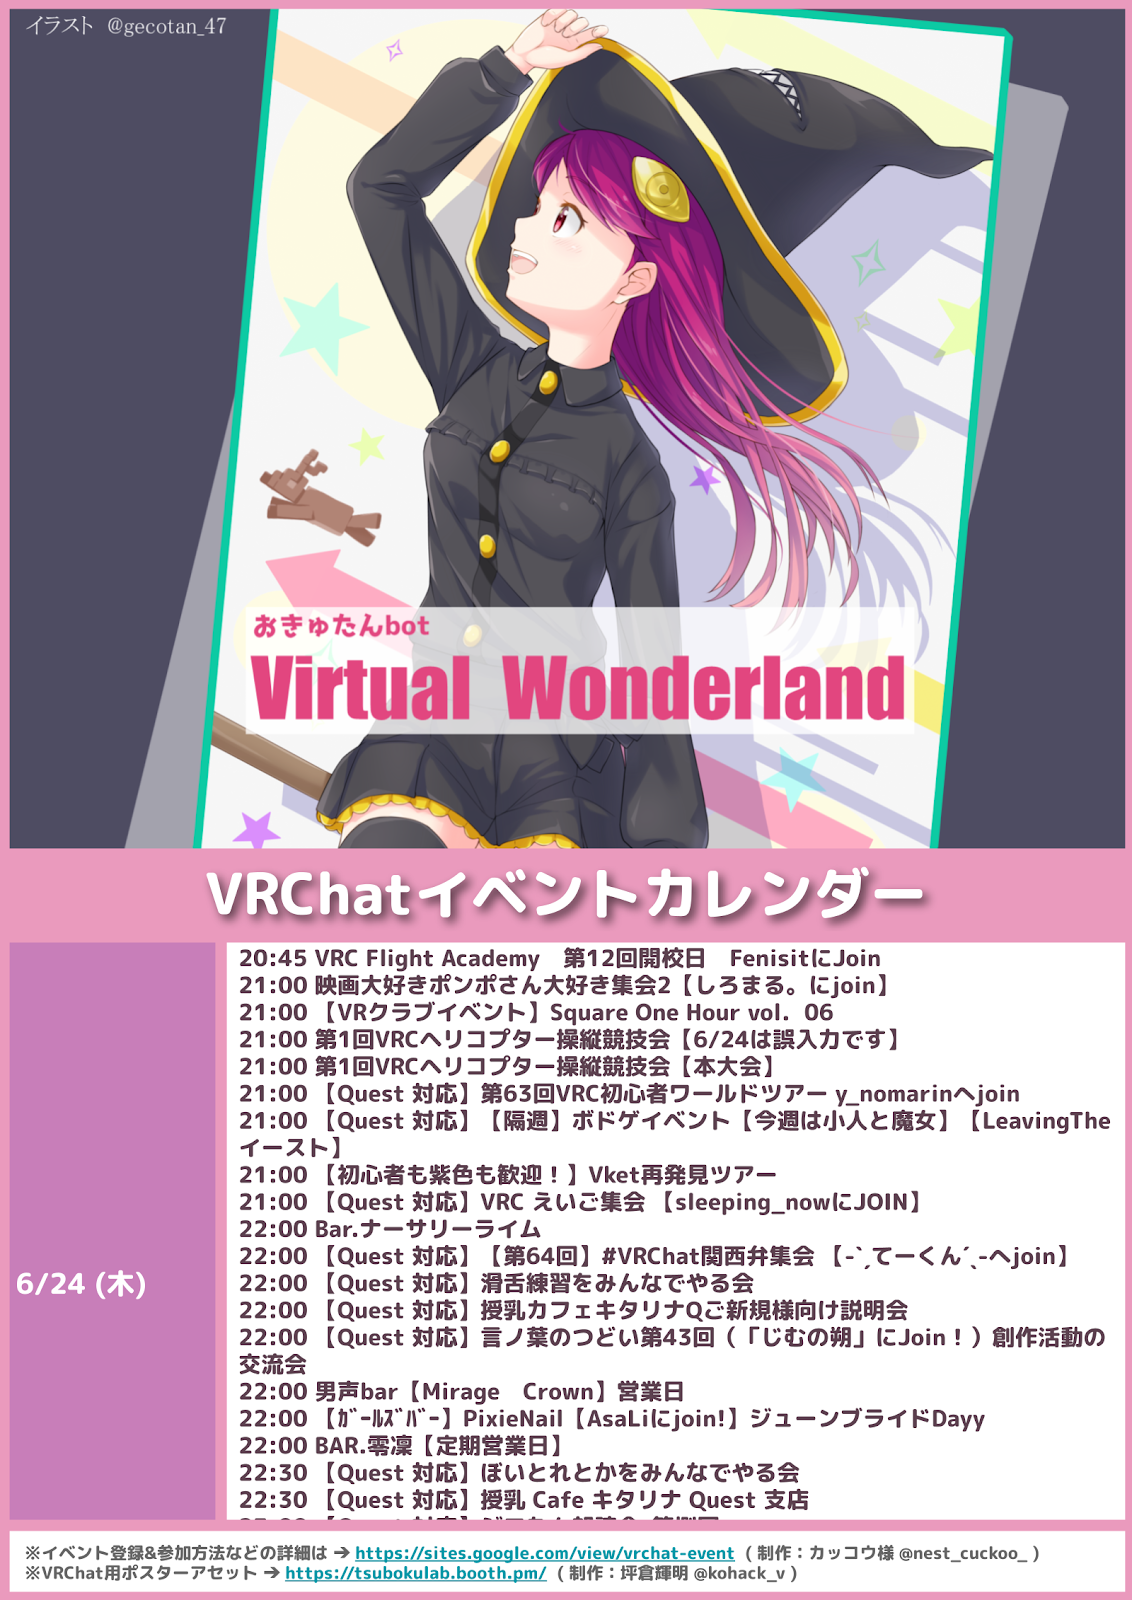 イラスト @gecotan_47
おきゅたんbot
Virtual Wonderland
VRChatイベントカレンダー
6/24 (木)
20:45 VRC Flight Academy　第12回開校日　FenisitにJoin
21:00 映画大好きポンポさん大好き集会2【しろまる。にjoin】
21:00 【VRクラブイベント】Square One Hour vol．06
21:00 第1回VRCヘリコプター操縦競技会【6/24は誤入力です】
21:00 第1回VRCヘリコプター操縦競技会【本大会】
21:00 【Quest 対応】第63回VRC初心者ワールドツアー y_nomarinへjoin
21:00 【Quest 対応】【隔週】ボドゲイベント【今週は小人と魔女】【LeavingThe
イースト】
21:00 【初心者も紫色も歓迎！】Vket再発見ツアー
21:00 【Quest 対応】VRC えいご集会 【sleeping_nowにJOIN】
22:00 Bar.ナーサリーライム
22:00 【Quest 対応】【第64回】#VRChat関西弁集会 【-ˋˏてーくんˊˎ-へjoin】
22:00 【Quest 対応】滑舌練習をみんなでやる会
22:00 【Quest 対応】授乳カフェキタリナQご新規様向け説明会
22:00 【Quest 対応】言ノ葉のつどい第43回（「じむの朔」にJoin！）創作活動の
交流会
22:00 男声bar【Mirage　Crown】営業日
22:00 【ｶﾞｰﾙｽﾞﾊﾞｰ】PixieNail【AsaLiにjoin!】ジューンブライドDayy
22:00 BAR.零凜【定期営業日】
22:30 【Quest 対応】ぼいとれとかをみんなでやる会
22:30 【Quest 対応】授乳 Cafe キタリナ Quest 支店
※イベント登録&参加方法などの詳細は ➔ https://sites.google.com/view/vrchat-event ( 制作：カッコウ様 @nest_cuckoo_ )
※VRChat用ポスターアセット ➔ https://tsubokulab.booth.pm/ ( 制作：坪倉輝明 @kohack_v )